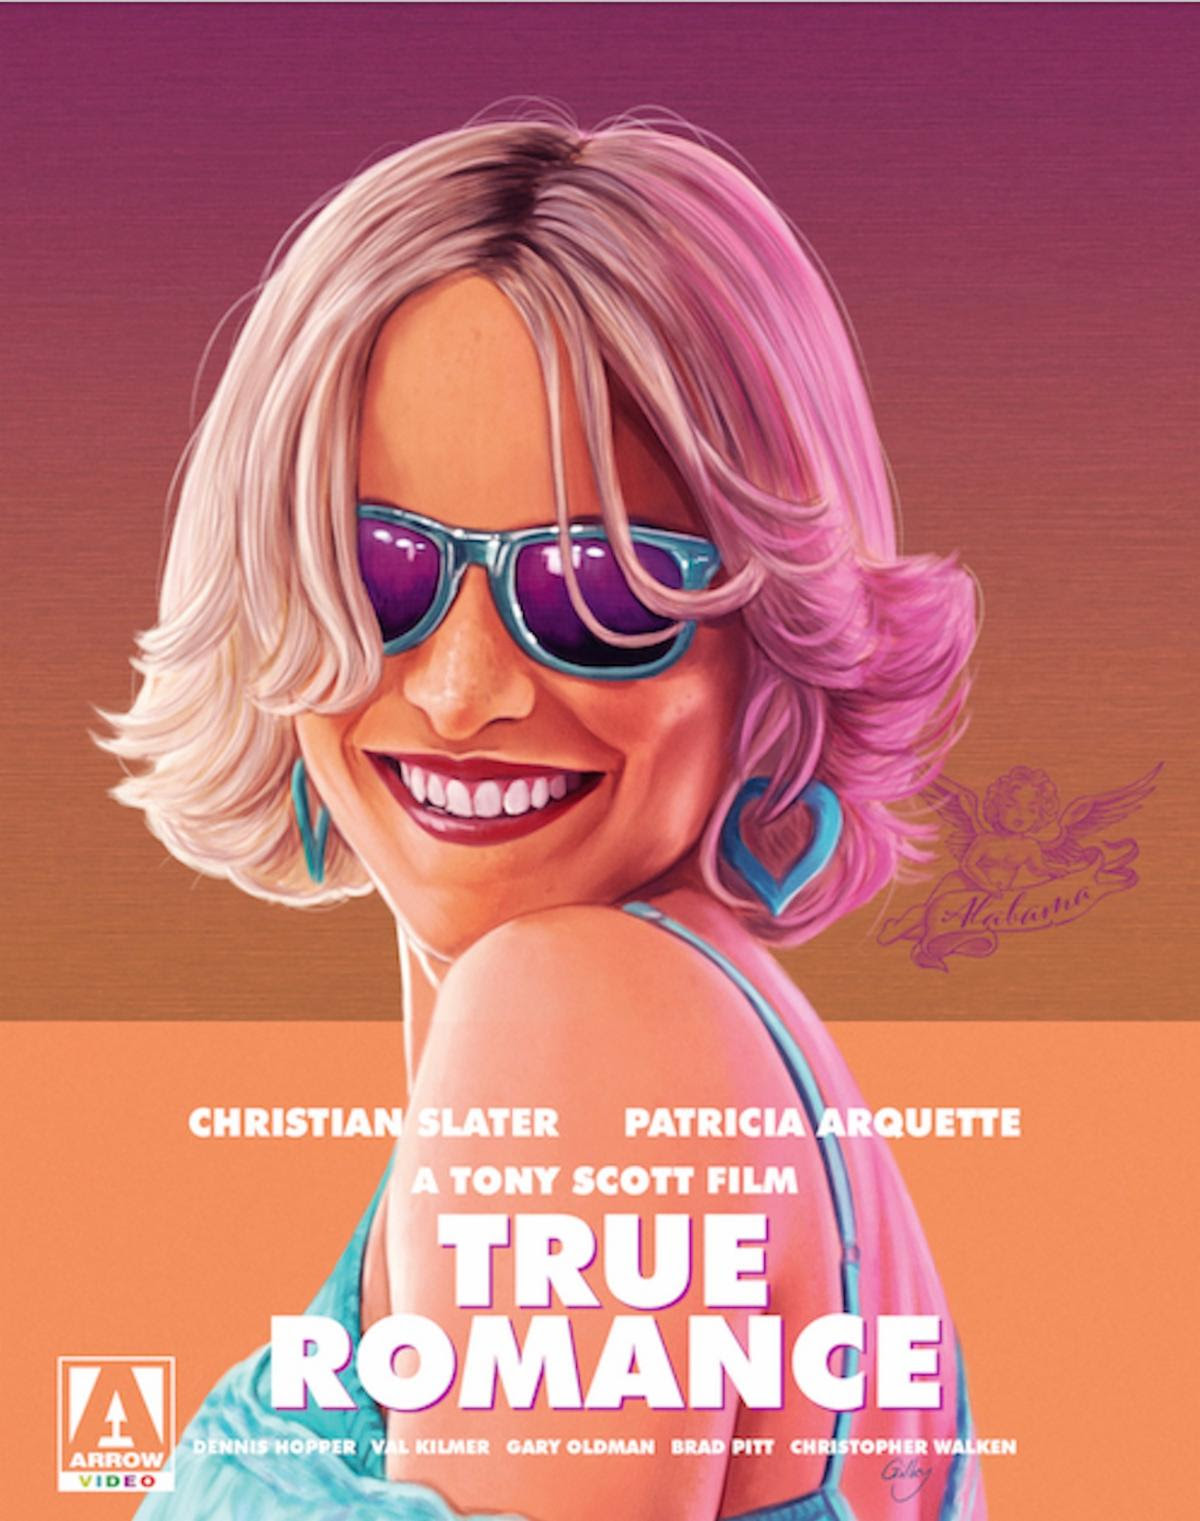 Alabama
CHRISTIAN SLATER PATRICIA ARQUETTE
A TONY SCOTT FILM
TRUE
ROMANCE
DENNIS HOPPER VAL KILMER GARY OLDMAN BRAD PITT CHRISTOPHER WALKEN
ARROW
VIDEO